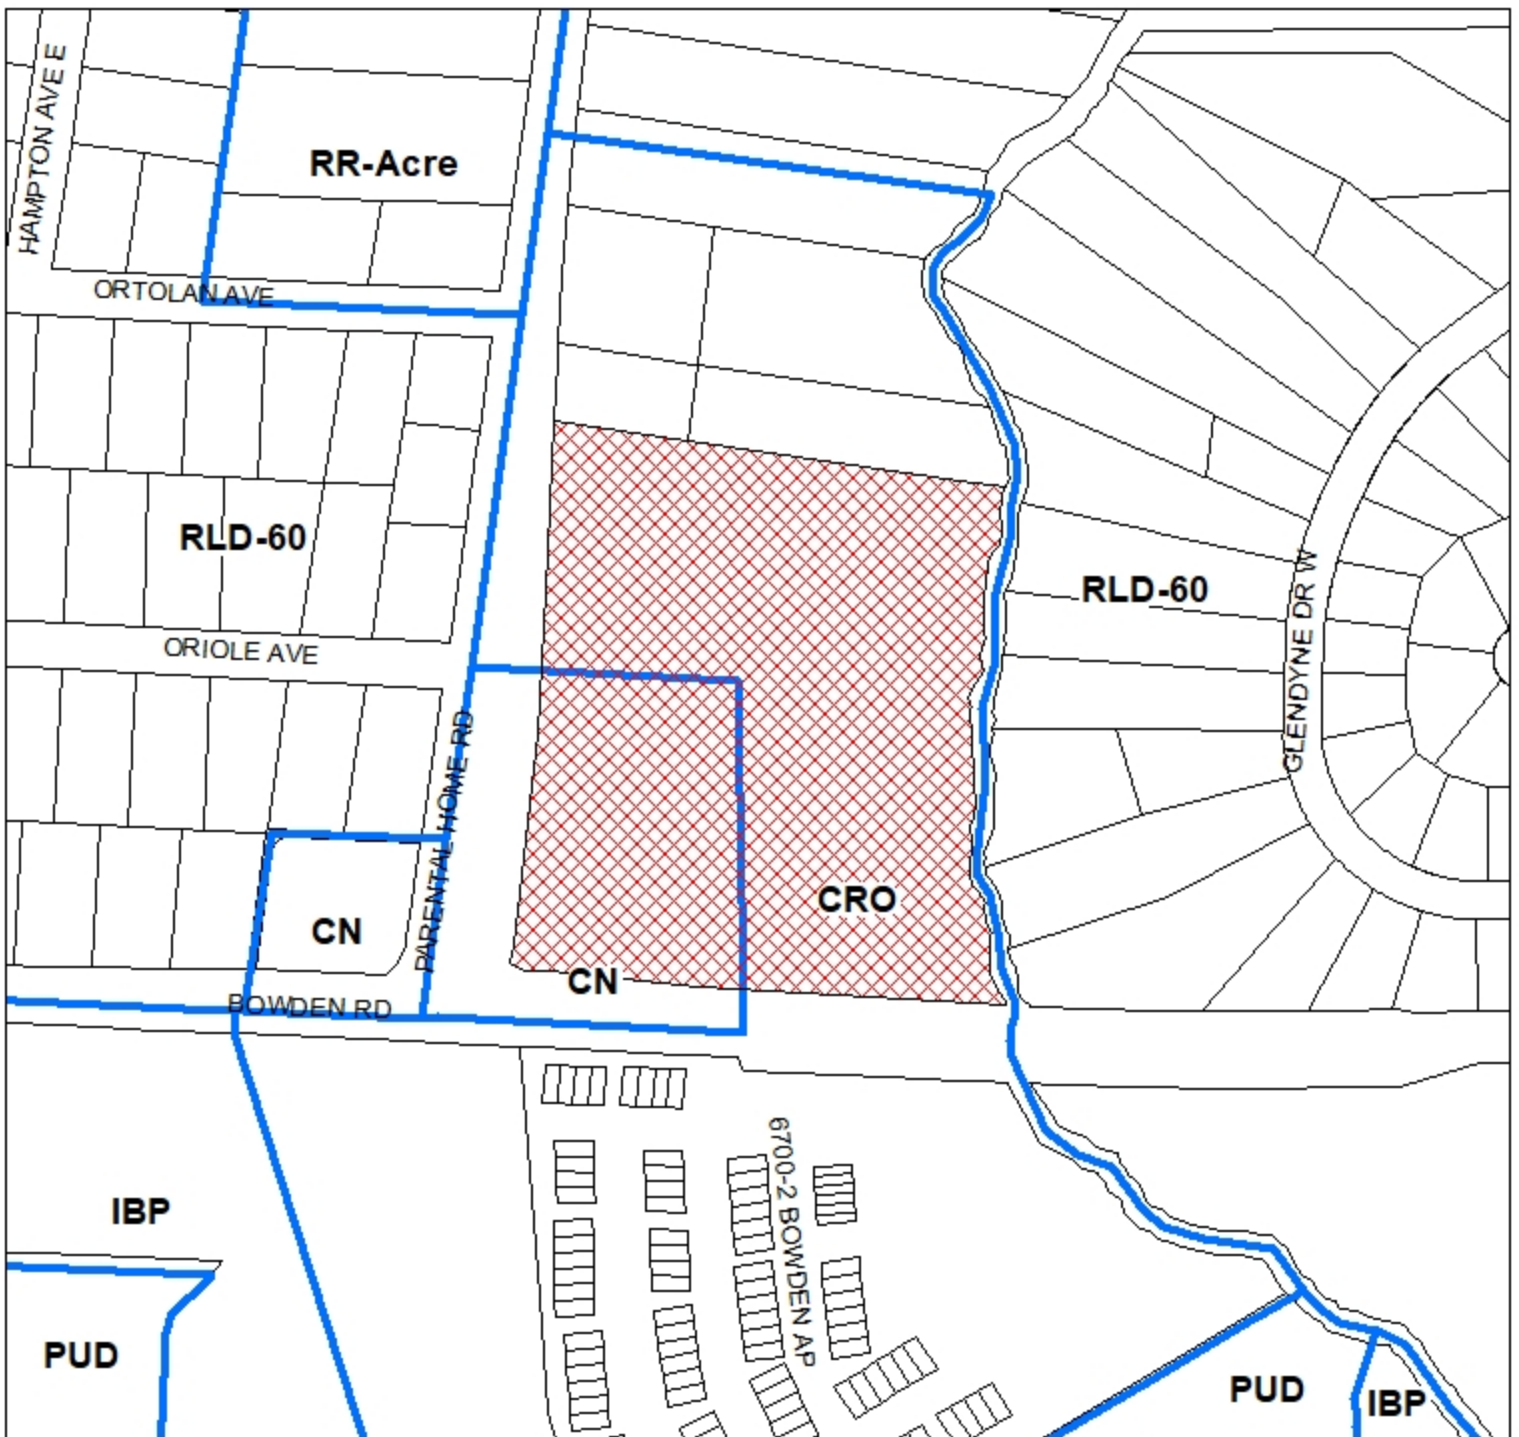 HAMPTON AVE E
RR-Acre
ORTOLAN AVE
RLD-60
RLD-60
ORIOLE AVE
GLENDYNE DR W
PARENTAL HOME RD
CRO
CN
CN
BOWDEN RD
6700-2 BOWDEN AP
IBP
PUD
PUD
IBP